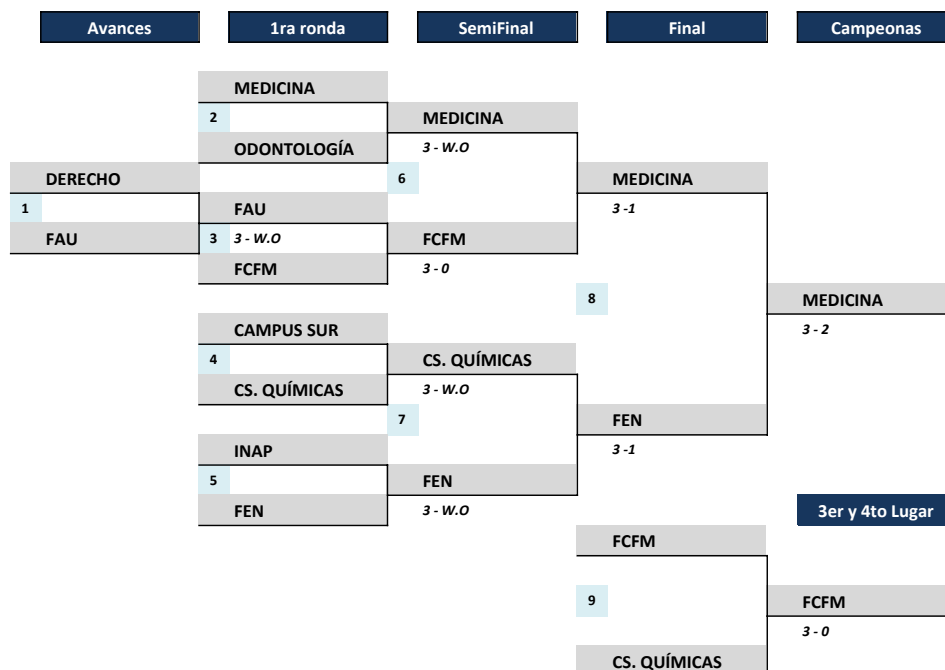 Avances
1ra ronda
SemiFinal
Final
Campeonas
MEDICINA
2
MEDICINA
ODONTOLOGÍA
3 - W.O
DERECHO
6
MEDICINA
1
FAU
3 -1
FAU
3
3 - W.O
FCFM
FCFM
3 - 0
8
MEDICINA
CAMPUS SUR
3 - 2
4
CS. QUÍMICAS
CS. QUÍMICAS
3 - W.O
7
FEN
INAP
3 -1
5
FEN
FEN
3 - W.O
3er y 4to Lugar
FCFM
9
FCFM
3 - 0
CS. QUÍMICAS